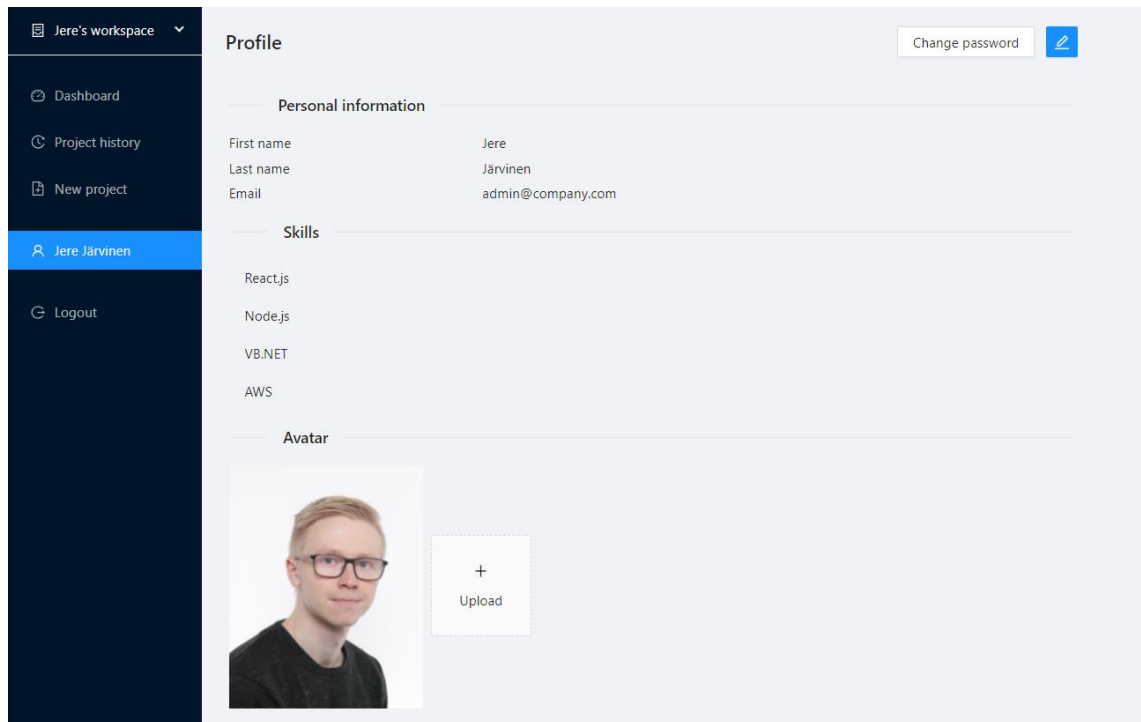 Jere's workspace
Dashboard
Project history
New project
Jere Järvinen
Logout
Profile
Change password
Personal information
First name Jere
Last name Järvinen
Email admin@company.com
Skills
React.js
Node.js
VB.NET
AWS
Avatar
+
Upload